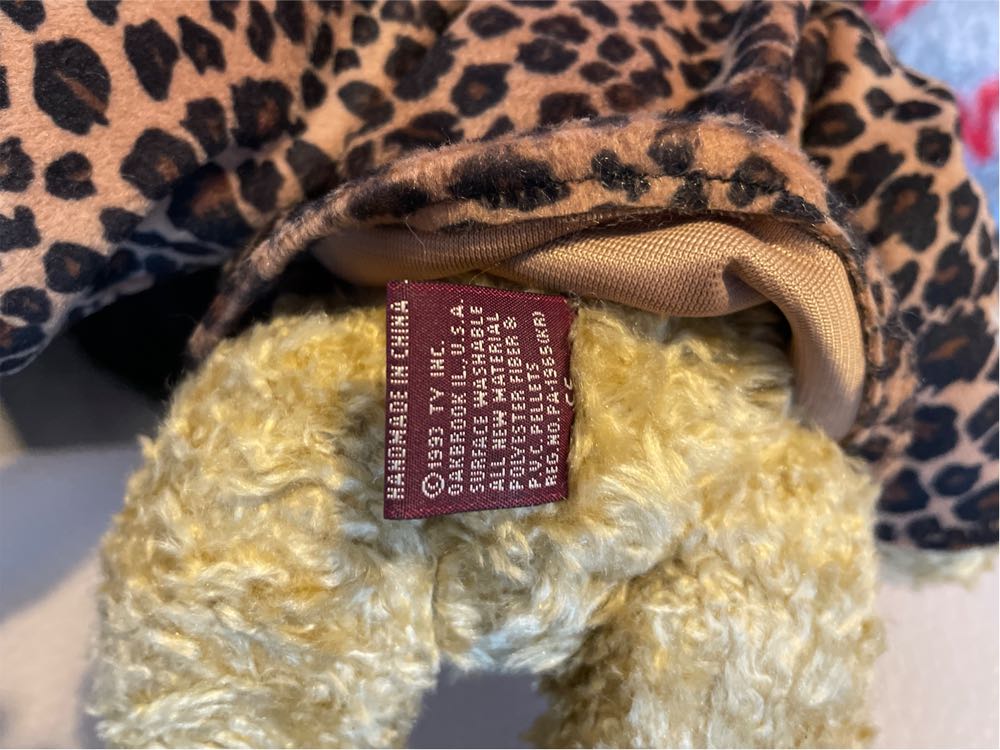 HANDMADE IN CHINA
©1993 TY INC.
OAKBROOK IL. U.S.A.
SURFACE WASHABLE
ALL NEW MATERIAL
POLYESTER FIBER &
P.V.C. PELLETS
REG NO. PA-1965(KR)
CE